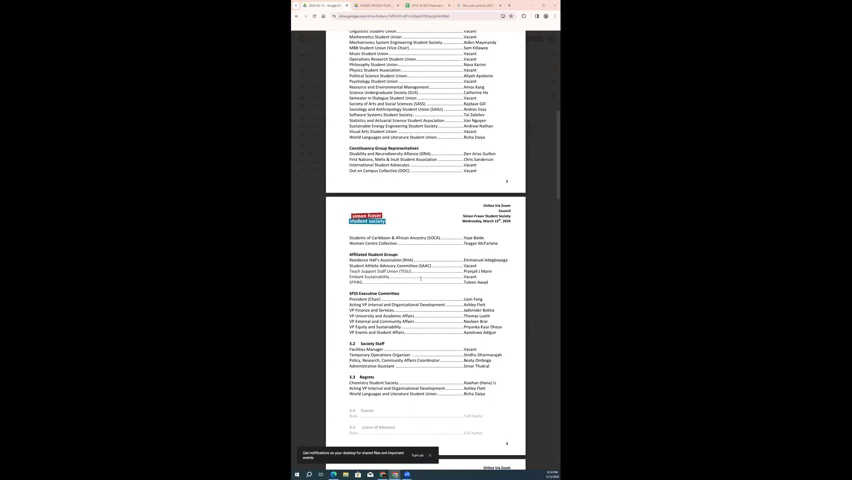 Linguistics Student Union Vacant
Mathematics Student Union Vacant
Mechatronics System Engineering Student Society Aiden Maymandy
MBB Student Union (Vice-Chair) Sam Killawee
Music Student Union Vacant
Operations Research Student Union Vacant
Philosophy Student Union Nava Karimi
Physics Student Association Vacant
Political Science Student Union Aliyah Apolonio
Psychology Student Union Vacant
Resource and Environmental Management Amos Kang
Science Undergraduate Society (SUS) Catherine Ho
Semester in Dialogue Student Union Vacant
Society of Arts and Social Sciences (SASS) Rajdave Gill
Sociology and Anthropology Student Union (SASU) Andres Sosa
Software Systems Student Society Tal Zaloilov
Statistics and Actuarial Science Student Association Van Nguyen
Sustainable Energy Engineering Student Society Andrew Nathan
Visual Arts Student Union Vacant
World Languages and Literature Student Union Richa Daiya
Constituency Group Representatives
Disability and Neurodiversity Alliance (DNA) Den Ariso Guillen
First Nations, Métis & Inuit Student Association Chris Sanderson
International Student Advocates Vacant
Out on Campus Collective (OOC) Vacant
2
simon fraser
student society
Online Via Zoom
Council
Simon Fraser Student Society
Wednesday, March 13th, 2024
Students of Caribbean & African Ancestry (SOCA) Yaye Balde
Women Centre Collective Teagan McFarlane
Affiliated Student Groups
Residence Hall's Association (RHA) Emmanuel Adegboyega
Student Athlete Advisory Committee (SAAC) Vacant
Teach Support Staff Union (TSSU) Pranjali J Mann
Embark Sustainability Vacant
SFPIRG Tuleen Awad
SFSS Executive Committee
President (Chair) Liam Feng
Acting VP Internal and Organizational Development Ashley Flett
VP Finance and Services Jadvinder Bolina
VP University and Academic Affairs Thomas Lueth
VP External and Community Affairs Navleen Brar
VP Equity and Sustainability Priyanka Kaur Dhesa
VP Events and Student Affairs Ayooluwa Adigun
3.2 Society Staff
Facilities Manager Vacant
Temporary Operations Organizer Sindhu Dharmarajah
Policy, Research, Community Affairs Coordinator Beaty Omboga
Administrative Assistant Simar Thukral
3.3 Regrets
Chemistry Student Society Xiaohan (Hana) Li
Acting VP Internal and Organizational Development Ashley Flett
World Languages and Literature Student Union Richa Daiya
3.4 Guests
Role Full Name
3.5 Leave of Absence
Role Full Name
3
Get notifications on your desktop for shared files and important
events
Turn on
Online Via Zoom